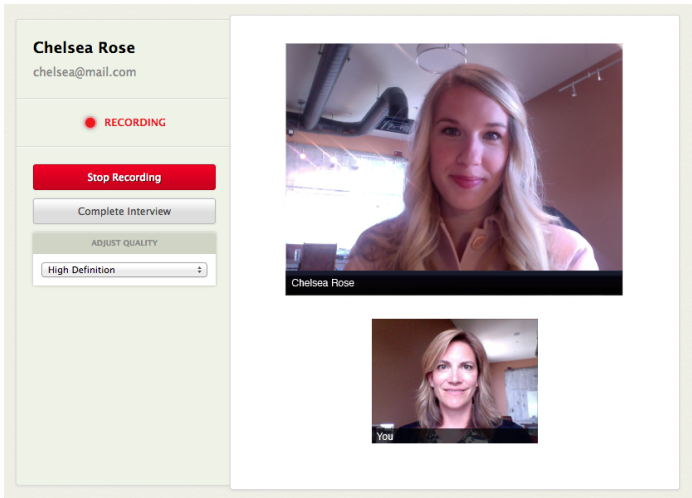 Chelsea Rose
chelsea@mail.com
RECORDING
Stop Recording
Complete Interview
ADJUST QUALITY
High Definition
Chelsea Rose
You